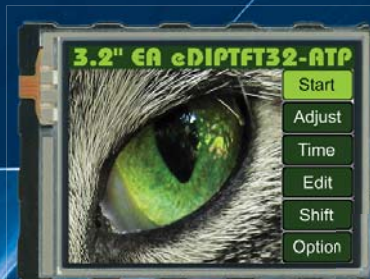 3.2" EA eDIPTFT32-ATP
Start
Adjust
Time
Edit
Shift
Option